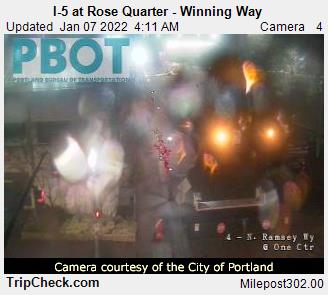 I-5 at Rose Quarter - Winning Way
Updated Jan 07 2022 4:11 AM Camera 4
PBOT
PORTLAND BUREAU OF TRANSPORTATION
4 - N. Ramsey Wy
@ One Ctr
Camera courtesy of the City of Portland
TripCheck.com Milepost302.00